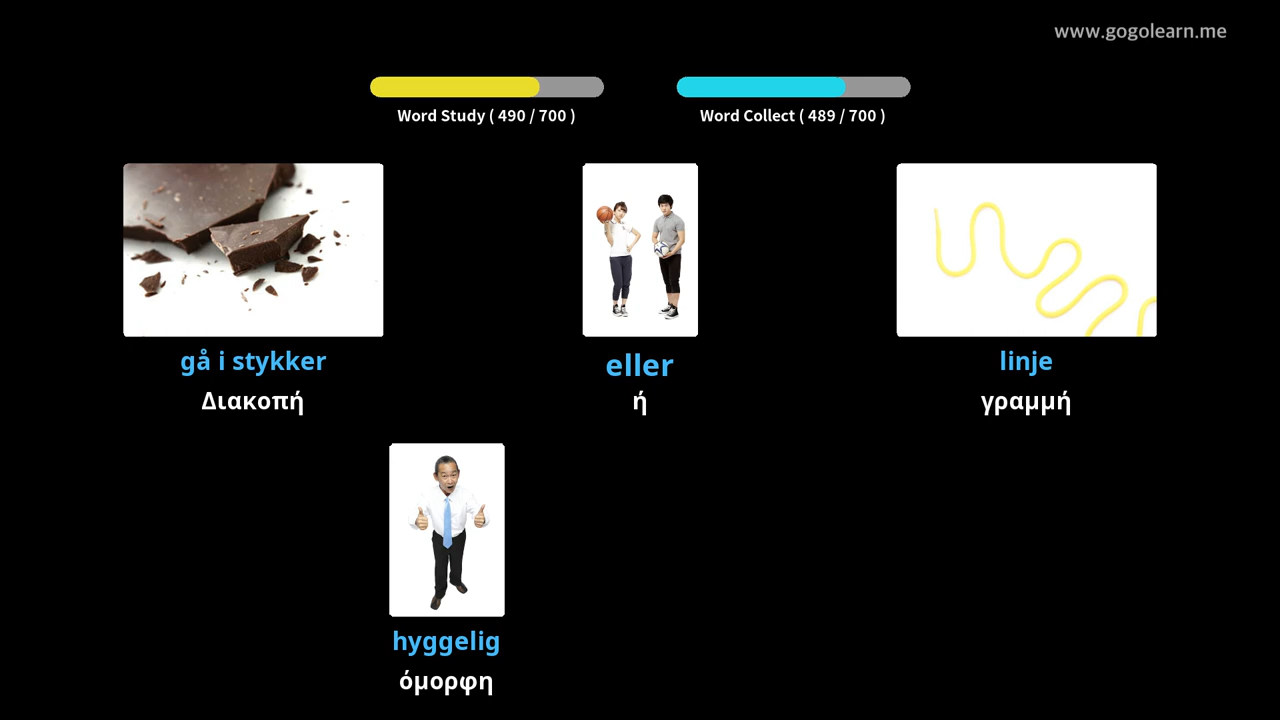 www.gogolearn.me
Word Study ( 490 / 700 )
Word Collect ( 489 / 700 )
gå i stykker
Διακοπή
eller
ή
linje
γραμμή
hyggelig
όμορφη